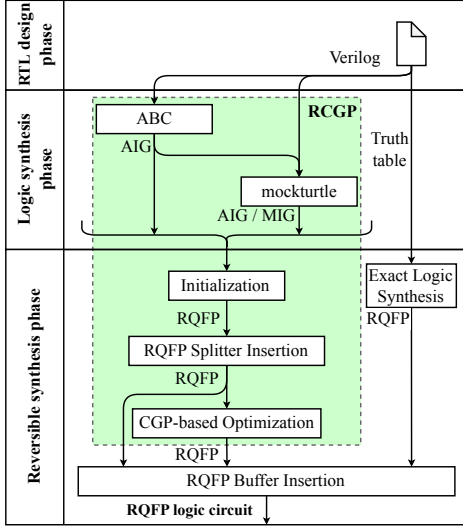 RTL design
phase
Verilog
Logic synthesis
phase
RCGP
ABC
AIG
Truth
table
mockturtle
AIG / MIG
Reversible synthesis phase
Initialization
Exact Logic
Synthesis
RQFP
RQFP
RQFP Splitter Insertion
RQFP
CGP-based Optimization
RQFP
RQFP Buffer Insertion
RQFP logic circuit